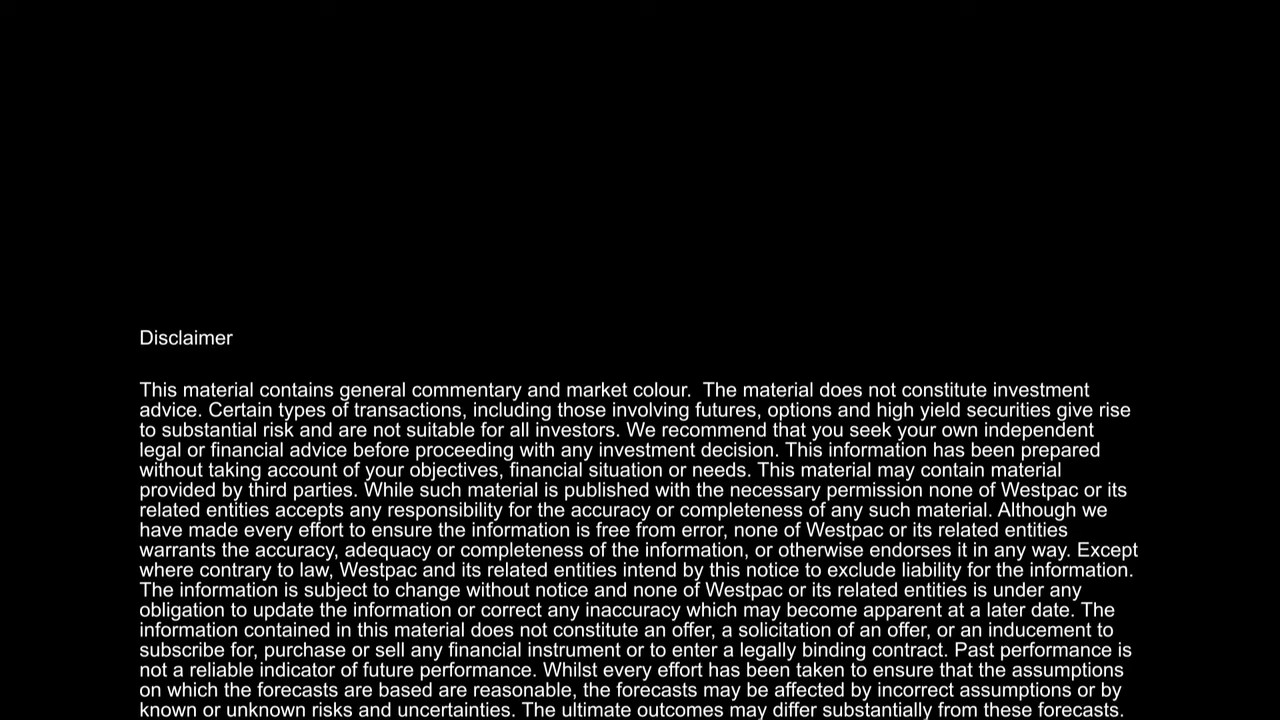 Disclaimer
This material contains general commentary and market colour.  The material does not constitute investment
advice. Certain types of transactions, including those involving futures, options and high yield securities give rise
to substantial risk and are not suitable for all investors. We recommend that you seek your own independent
legal or financial advice before proceeding with any investment decision. This information has been prepared
without taking account of your objectives, financial situation or needs. This material may contain material
provided by third parties. While such material is published with the necessary permission none of Westpac or its
related entities accepts any responsibility for the accuracy or completeness of any such material. Although we
have made every effort to ensure the information is free from error, none of Westpac or its related entities
warrants the accuracy, adequacy or completeness of the information, or otherwise endorses it in any way. Except
where contrary to law, Westpac and its related entities intend by this notice to exclude liability for the information.
The information is subject to change without notice and none of Westpac or its related entities is under any
obligation to update the information or correct any inaccuracy which may become apparent at a later date. The
information contained in this material does not constitute an offer, a solicitation of an offer, or an inducement to
subscribe for, purchase or sell any financial instrument or to enter a legally binding contract. Past performance is
not a reliable indicator of future performance. Whilst every effort has been taken to ensure that the assumptions
on which the forecasts are based are reasonable, the forecasts may be affected by incorrect assumptions or by
known or unknown risks and uncertainties. The ultimate outcomes may differ substantially from these forecasts.